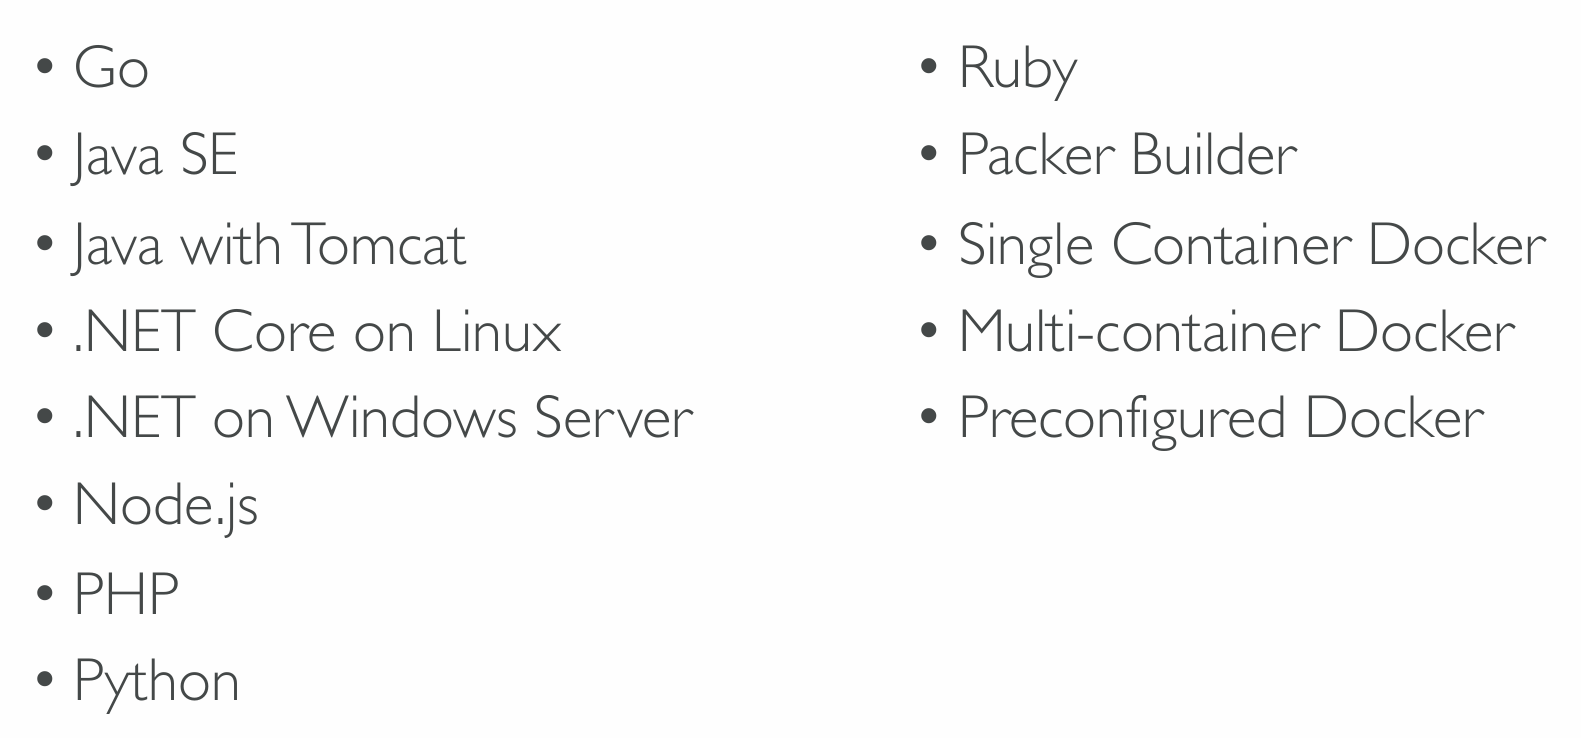 • Go
• Java SE
• Java with Tomcat
• .NET Core on Linux
• .NET on Windows Server
• Node.js
• PHP
• Python
• Ruby
• Packer Builder
• Single Container Docker
• Multi-container Docker
• Preconfigured Docker